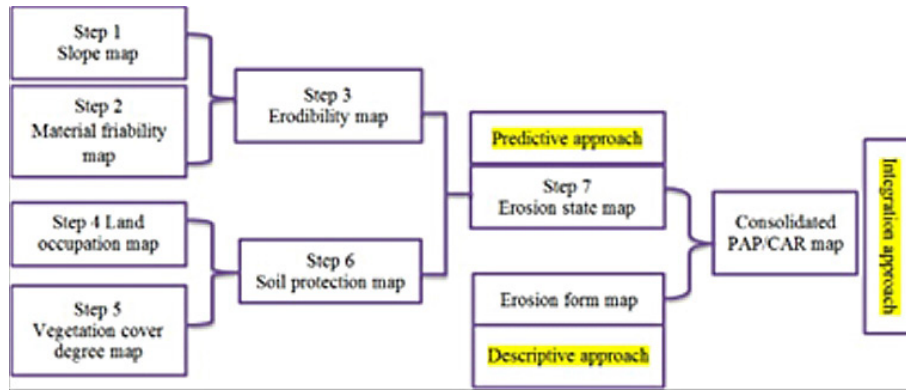 Step 1
Slope map
Step 2
Material friability
map
Step 3
Erodibility map
Step 4 Land
occupation map
Step 5
Vegetation cover
degree map
Step 6
Soil protection map
Predictive approach
Step 7
Erosion state map
Erosion form map
Descriptive approach
Consolidated
PAP/CAR map
Integration approach